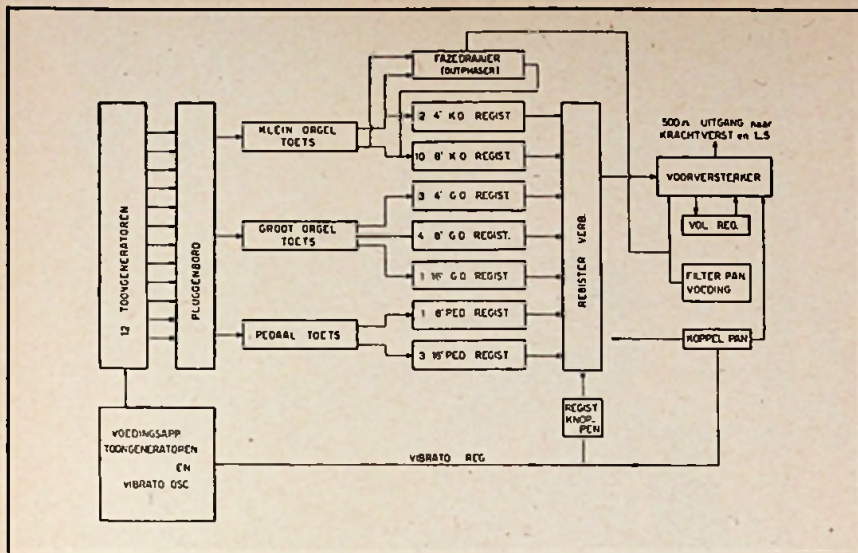 FAZEDRAAIER
(OUTPHASER)
2 4' K.O REGIST
KLEIN ORGEL
TOETS
10 8' K.O REGIST.
500Ω UITGANG naar
KRACHTVERST en L.S
VOORVERSTERKER
3 4' G.O REGIST
VOL REG.
GROOT ORGEL
TOETS
4 8' G.O REGIST.
12 TOONGENERATOREN
PLUGGENBORD
REGISTER VERB.
1 16' G.O REGIST
FILTER PAN
VOEDING
1 8' PED REGIST
PEDAAL TOETS
KOPPEL PAN
3 16' PED REGIST
REGIST
KNOP-
PEN
VOEDINGSAPP
TOONGENERATOREN
EN
VIBRATO OSC
VIBRATO REG